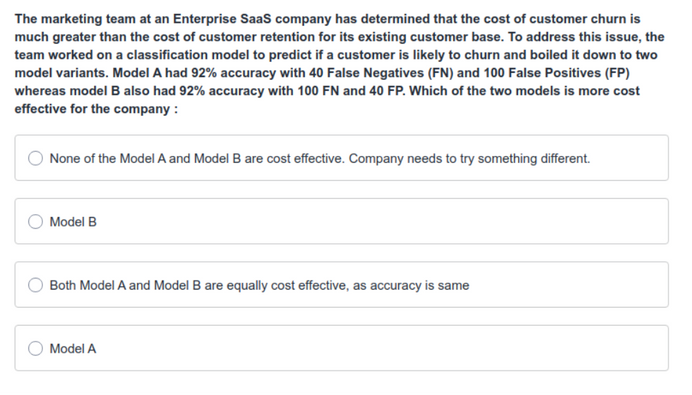 The marketing team at an Enterprise SaaS company has determined that the cost of customer churn is
much greater than the cost of customer retention for its existing customer base. To address this issue, the
team worked on a classification model to predict if a customer is likely to churn and boiled it down to two
model variants. Model A had 92% accuracy with 40 False Negatives (FN) and 100 False Positives (FP)
whereas model B also had 92% accuracy with 100 FN and 40 FP. Which of the two models is more cost
effective for the company :
None of the Model A and Model B are cost effective. Company needs to try something different.
Model B
Both Model A and Model B are equally cost effective, as accuracy is same
Model A